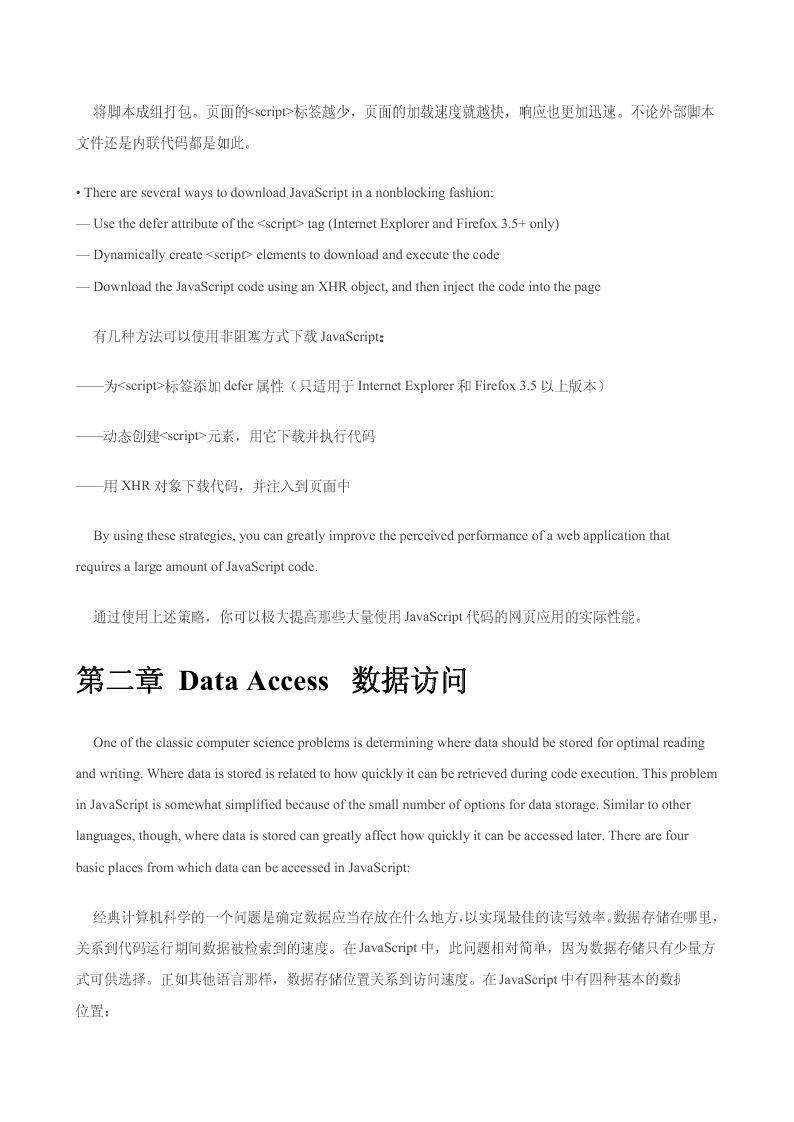 将脚本成组打包。页面的<script>标签越少，页面的加载速度就越快，响应也更加迅速。不论外部脚本
文件还是内联代码都是如此。
• There are several ways to download JavaScript in a nonblocking fashion:
— Use the defer attribute of the <script> tag (Internet Explorer and Firefox 3.5+ only)
— Dynamically create <script> elements to download and execute the code
— Download the JavaScript code using an XHR object, and then inject the code into the page
有几种方法可以使用非阻塞方式下载 JavaScript：
——为<script>标签添加 defer 属性（只适用于 Internet Explorer 和 Firefox 3.5 以上版本）
——动态创建<script>元素，用它下载并执行代码
——用 XHR 对象下载代码，并注入到页面中
By using these strategies, you can greatly improve the perceived performance of a web application that
requires a large amount of JavaScript code.
通过使用上述策略，你可以极大提高那些大量使用 JavaScript 代码的网页应用的实际性能。
第二章 Data Access 数据访问
One of the classic computer science problems is determining where data should be stored for optimal reading
and writing. Where data is stored is related to how quickly it can be retrieved during code execution. This problem
in JavaScript is somewhat simplified because of the small number of options for data storage. Similar to other
languages, though, where data is stored can greatly affect how quickly it can be accessed later. There are four
basic places from which data can be accessed in JavaScript:
经典计算机科学的一个问题是确定数据应当存放在什么地方，以实现最佳的读写效率。数据存储在哪里，
关系到代码运行期间数据被检索到的速度。在 JavaScript 中，此问题相对简单，因为数据存储只有少量方
式可供选择。正如其他语言那样，数据存储位置关系到访问速度。在 JavaScript 中有四种基本的数
位置：